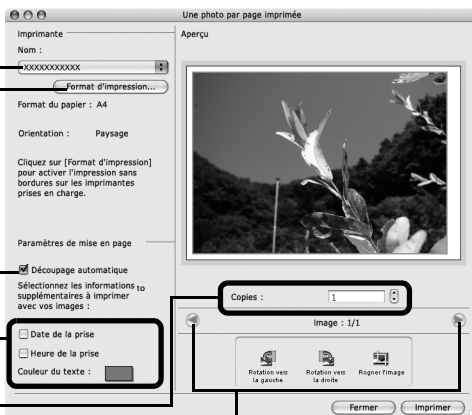 Une photo par page imprimée
Imprimante
Nom :
XXXXXXXXXXX
Format d'impression...
Format du papier : A4
Orientation : Paysage
Cliquez sur [Format d'impression]
pour activer l'impression sans
bordures sur les imprimantes
prises en charge.
Paramètres de mise en page
Découpage automatique
Sélectionnez les informations to
supplémentaires à imprimer
avec vos images :
Date de la prise
Heure de la prise
Couleur du texte :
Aperçu
Copies : 1
Image : 1/1
Rotation vers
la gauche
Rotation vers
la droite
Rogner l'image
Fermer
Imprimer